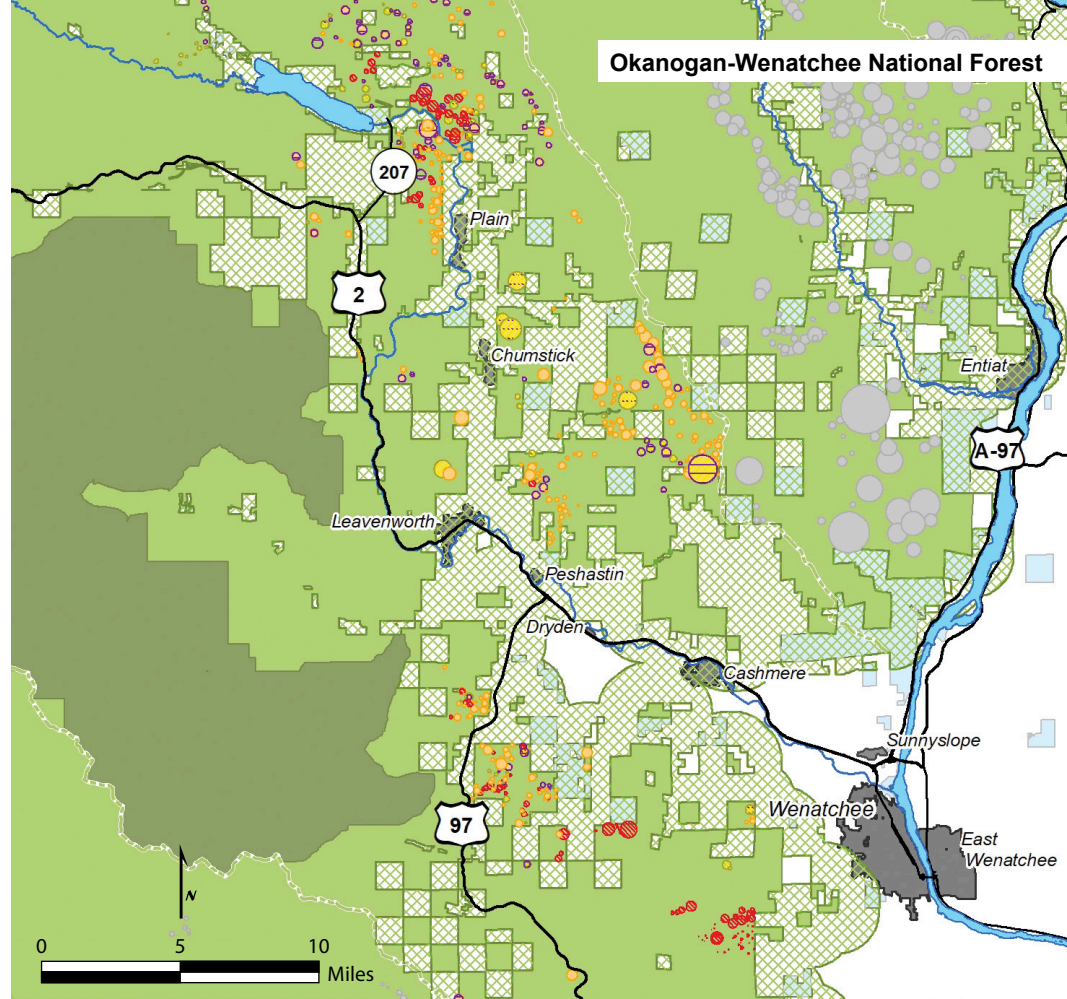 Okanogan-Wenatchee National Forest
207
Plain
2
Chumstick
Entiat
A-97
Leavenworth
Peshastin
Dryden
Cashmere
Sunnyslope
Wenatchee
97
East
Wenatchee
N
0 5 10
Miles